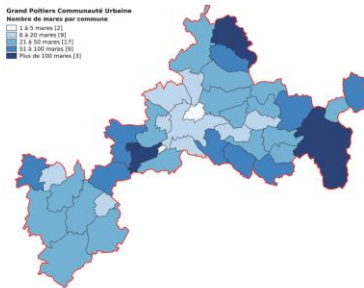 Grand Poitiers Communauté Urbaine
Nombre de mares par commune
1 à 5 mares [2]
6 à 20 mares [9]
21 à 50 mares [17]
51 à 100 mares [9]
Plus de 100 mares [3]